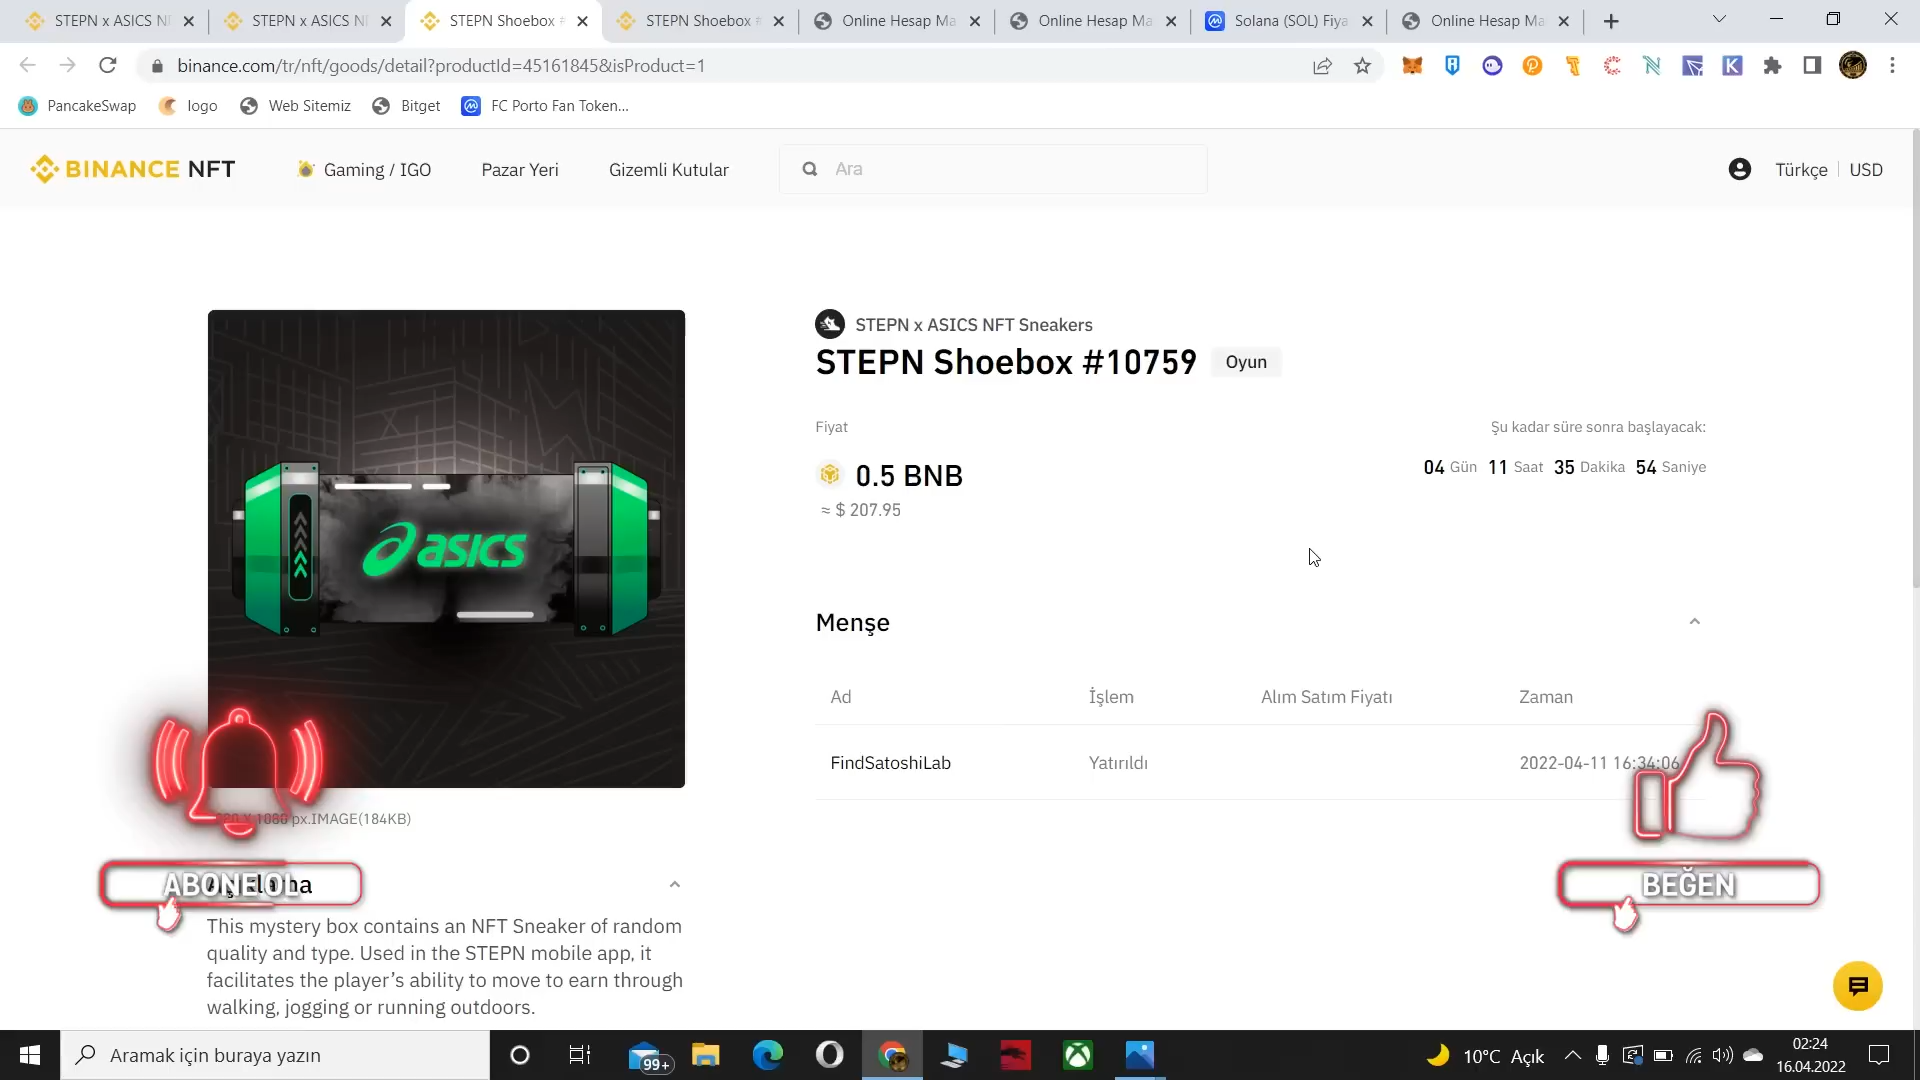 STEPN x ASICS N
STEPN x ASICS N
STEPN Shoebox
STEPN Shoebox
Online Hesap Ma
Online Hesap Ma
Solana (SOL) Fiya
Online Hesap Ma
binance.com/tr/nft/goods/detail?productId=45161845&isProduct=1
PancakeSwap
logo
Web Sitemiz
Bitget
FC Porto Fan Token...
BINANCE NFT
Gaming / IGO
Pazar Yeri
Gizemli Kutular
Ara
Türkçe
USD
STEPN x ASICS NFT Sneakers
STEPN Shoebox #10759
Oyun
Fiyat
Şu kadar süre sonra başlayacak:
0.5 BNB
04 Gün 11 Saat 35 Dakika 54 Saniye
≈ $ 207.95
asics
Menşe
Ad İşlem Alım Satım Fiyatı Zaman
FindSatoshiLab Yatırıldı 2022-04-11 16:34:06
px.IMAGE(184KB)
ABONE OL
BEĞEN
This mystery box contains an NFT Sneaker of random
quality and type. Used in the STEPN mobile app, it
facilitates the player's ability to move to earn through
walking, jogging or running outdoors.
Aramak için buraya yazın
99+
10°C Açık
02:24
16.04.2022